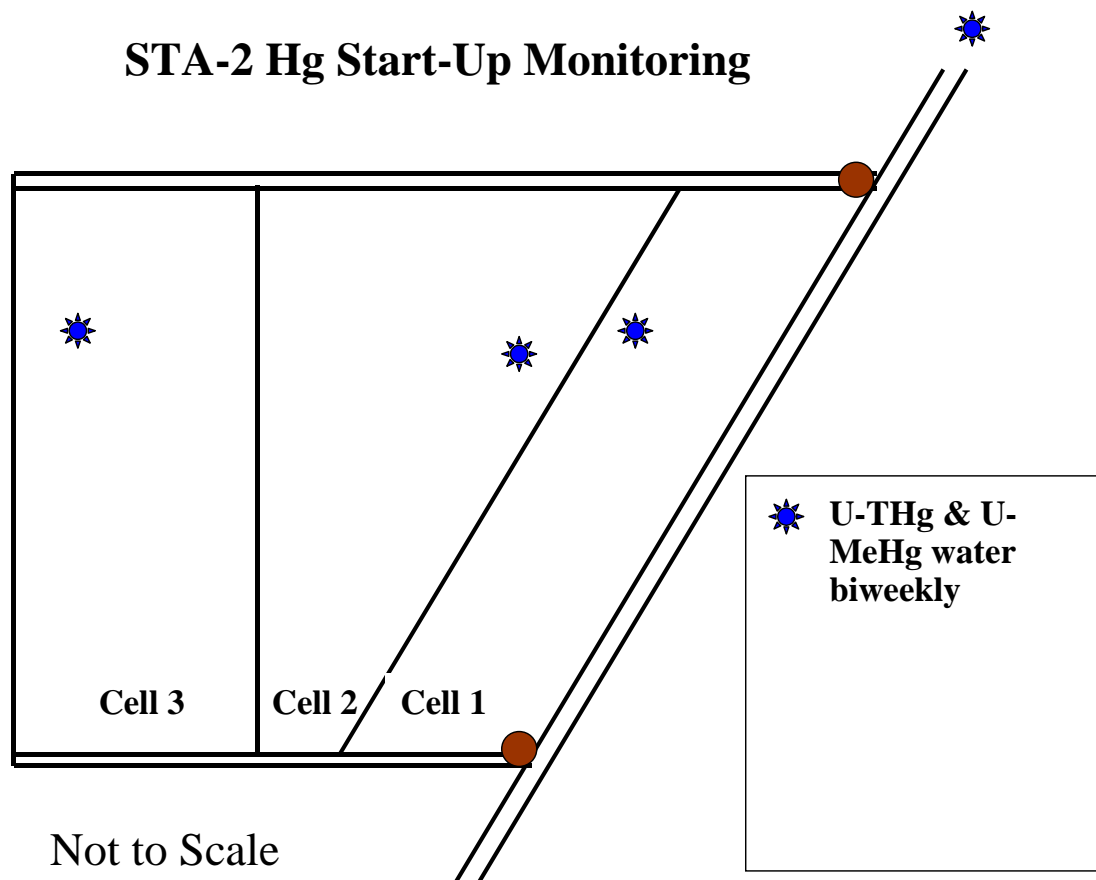 STA-2 Hg Start-Up Monitoring
U-THg & U-
MeHg water
biweekly
Cell 3
Cell 2
Cell 1
Not to Scale